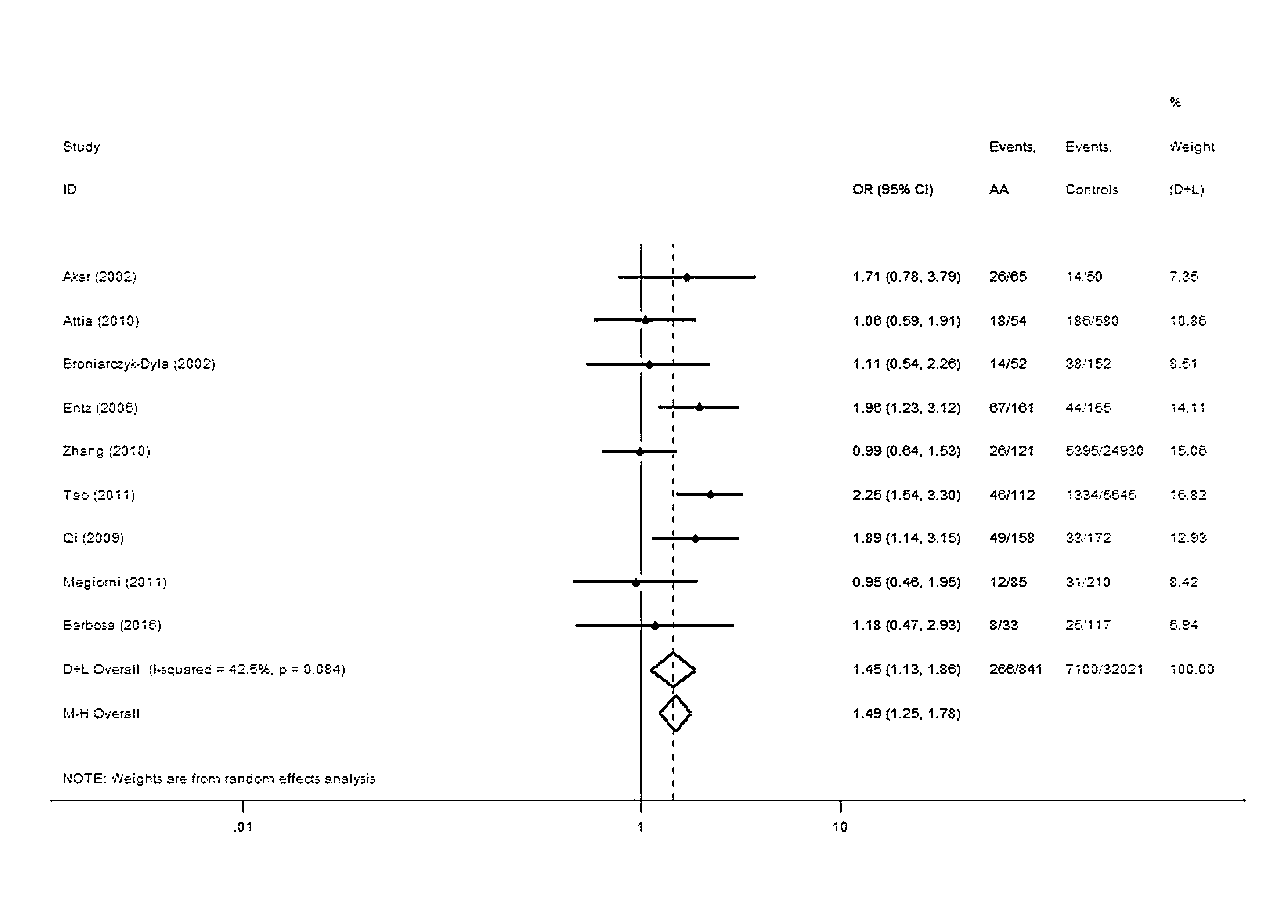 %
Study Events, Events, Weight
ID OR (95% CI) AA Controls (D+L)
Aker (2002) 1.71 (0.78, 3.79) 26/65 14/50 7.35
Attia (2010) 1.06 (0.59, 1.91) 18/54 186/580 10.86
Broniarczyk-Dyla (2002) 1.11 (0.54, 2.26) 14/52 38/152 8.51
Entz (2006) 1.96 (1.23, 3.12) 67/161 44/165 14.11
Zhang (2010) 0.99 (0.64, 1.53) 26/121 5395/24930 15.06
Tao (2011) 2.25 (1.54, 3.30) 46/112 1334/5645 16.82
Qi (2009) 1.89 (1.14, 3.15) 49/158 33/172 12.93
Megiorni (2011) 0.95 (0.46, 1.95) 12/85 31/210 8.42
Barbosa (2016) 1.18 (0.47, 2.93) 8/33 25/117 5.94
D+L Overall (I-squared = 42.5%, p = 0.084) 1.45 (1.13, 1.86) 266/841 7100/32021 100.00
M-H Overall 1.49 (1.25, 1.78)
NOTE: Weights are from random effects analysis
.01 1 10